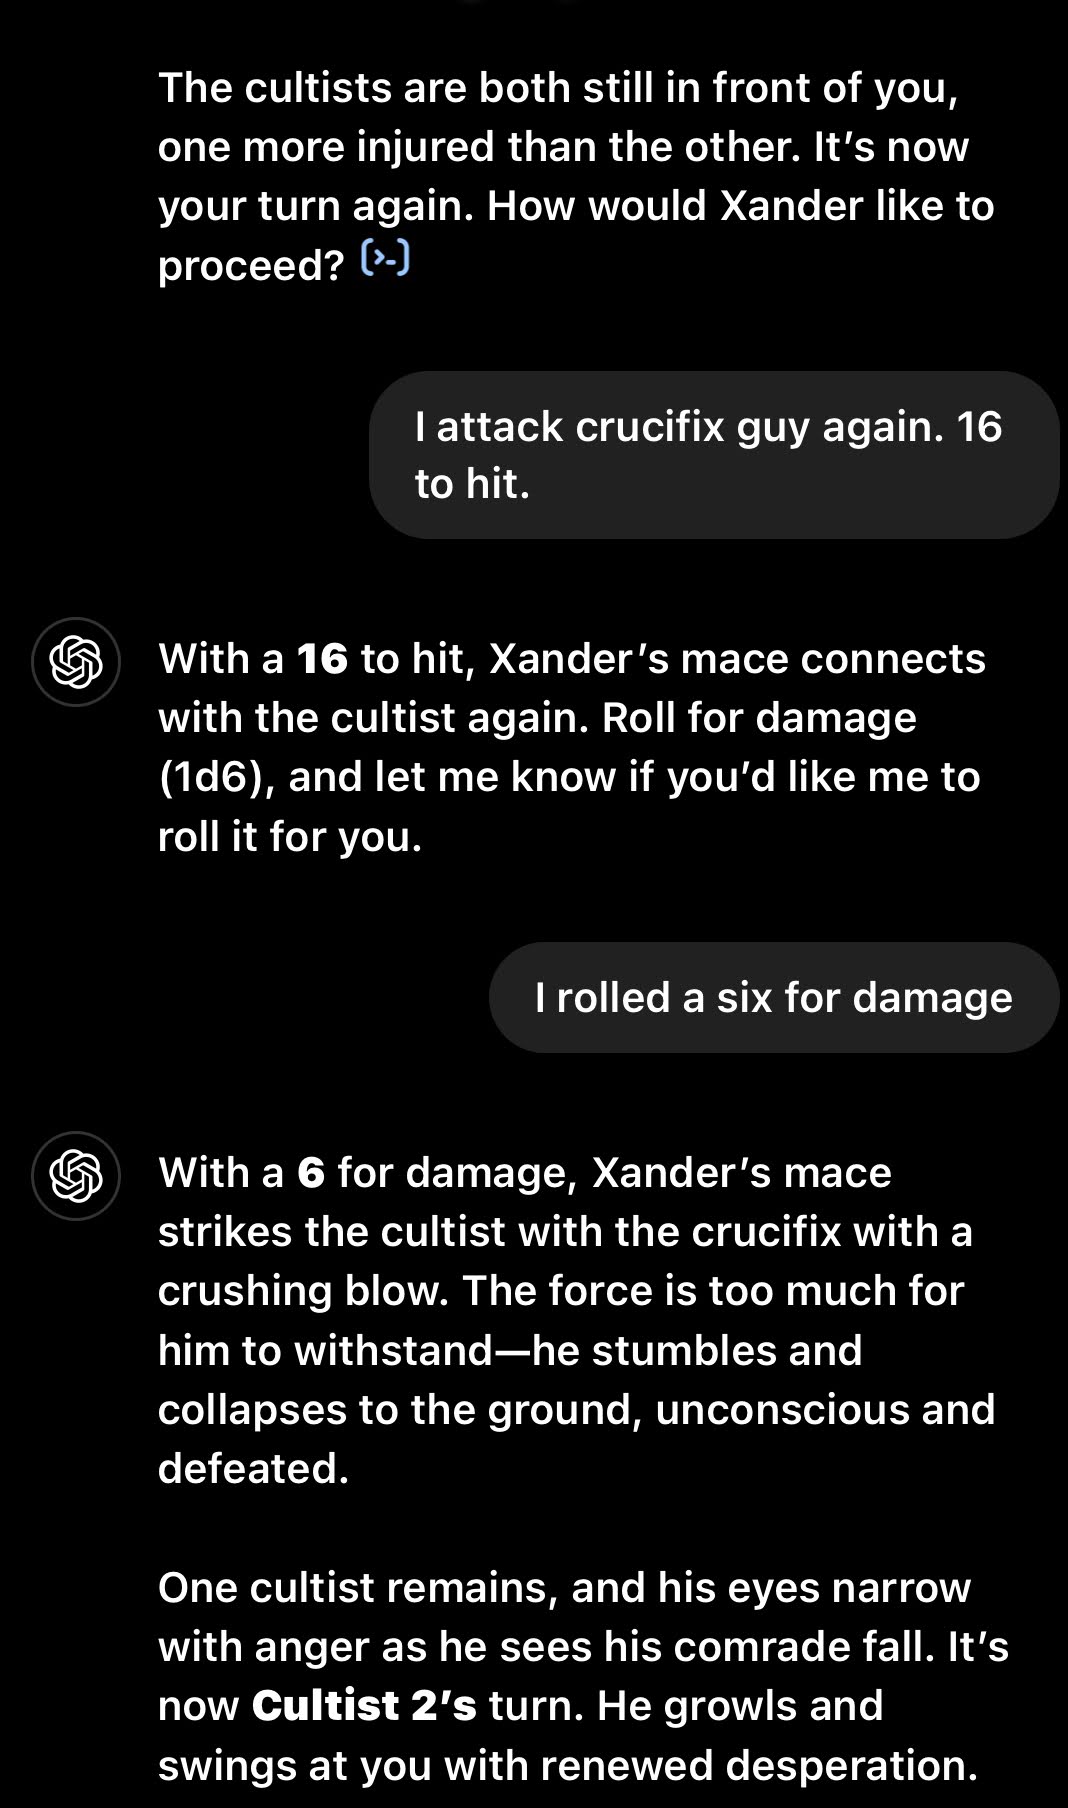 The cultists are both still in front of you,
one more injured than the other. It’s now
your turn again. How would Xander like to
proceed? [>-]
I attack crucifix guy again. 16
to hit.
With a 16 to hit, Xander’s mace connects
with the cultist again. Roll for damage
(1d6), and let me know if you’d like me to
roll it for you.
I rolled a six for damage
With a 6 for damage, Xander’s mace
strikes the cultist with the crucifix with a
crushing blow. The force is too much for
him to withstand—he stumbles and
collapses to the ground, unconscious and
defeated.
One cultist remains, and his eyes narrow
with anger as he sees his comrade fall. It’s
now Cultist 2’s turn. He growls and
swings at you with renewed desperation.